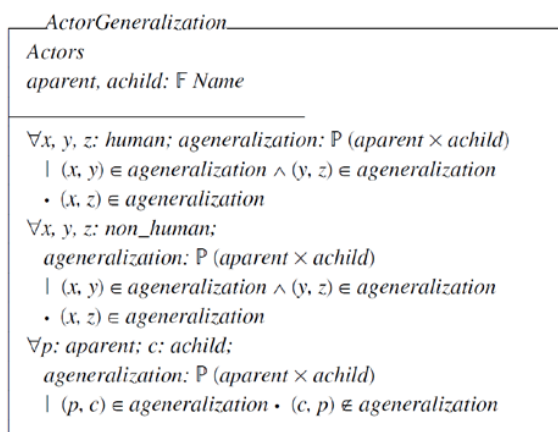 ActorGeneralization
Actors
aparent, achild: 𝔽 Name
∀x, y, z: human; ageneralization: ℙ (aparent × achild)
| (x, y) ∈ ageneralization ∧ (y, z) ∈ ageneralization
• (x, z) ∈ ageneralization
∀x, y, z: non_human;
ageneralization: ℙ (aparent × achild)
| (x, y) ∈ ageneralization ∧ (y, z) ∈ ageneralization
• (x, z) ∈ ageneralization
∀p: aparent; c: achild;
ageneralization: ℙ (aparent × achild)
| (p, c) ∈ ageneralization • (c, p) ∉ ageneralization